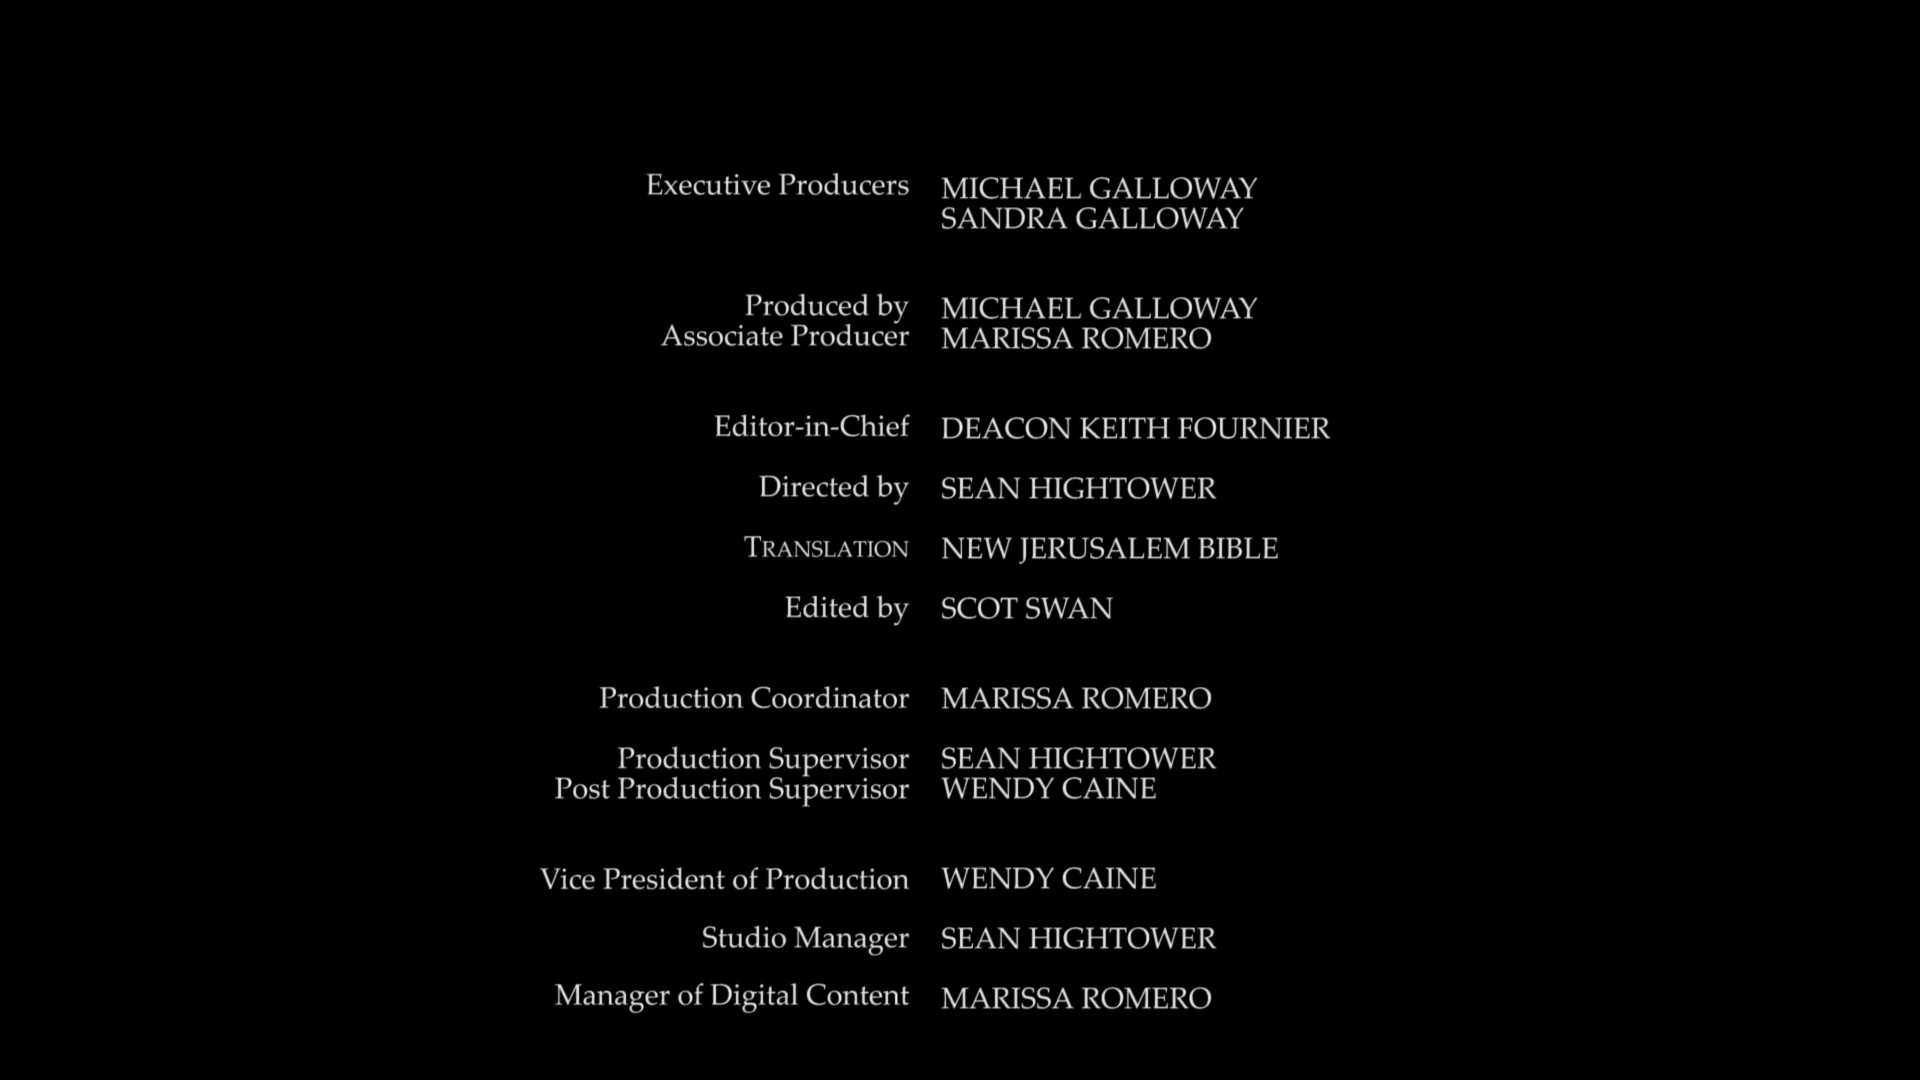 Executive Producers MICHAEL GALLOWAY
SANDRA GALLOWAY
Produced by MICHAEL GALLOWAY
Associate Producer MARISSA ROMERO
Editor-in-Chief DEACON KEITH FOURNIER
Directed by SEAN HIGHTOWER
TRANSLATION NEW JERUSALEM BIBLE
Edited by SCOT SWAN
Production Coordinator MARISSA ROMERO
Production Supervisor SEAN HIGHTOWER
Post Production Supervisor WENDY CAINE
Vice President of Production WENDY CAINE
Studio Manager SEAN HIGHTOWER
Manager of Digital Content MARISSA ROMERO